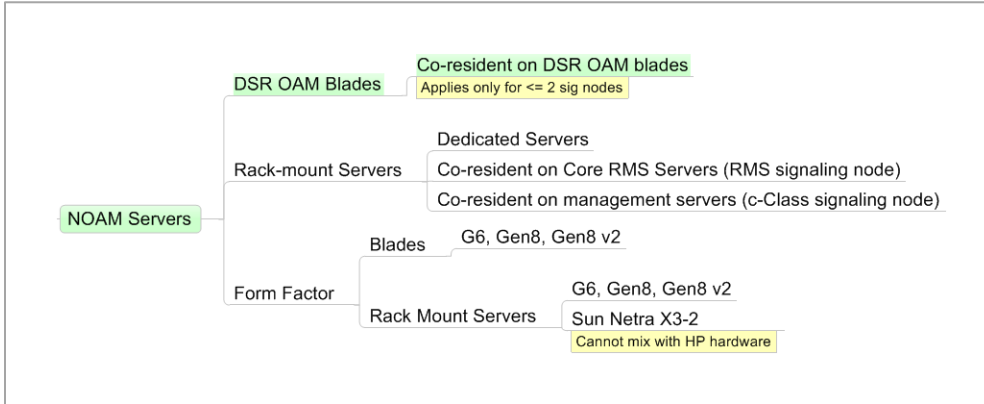 NOAM Servers
DSR OAM Blades
Co-resident on DSR OAM blades
Applies only for <= 2 sig nodes
Rack-mount Servers
Dedicated Servers
Co-resident on Core RMS Servers (RMS signaling node)
Co-resident on management servers (c-Class signaling node)
Form Factor
Blades
G6, Gen8, Gen8 v2
Rack Mount Servers
G6, Gen8, Gen8 v2
Sun Netra X3-2
Cannot mix with HP hardware